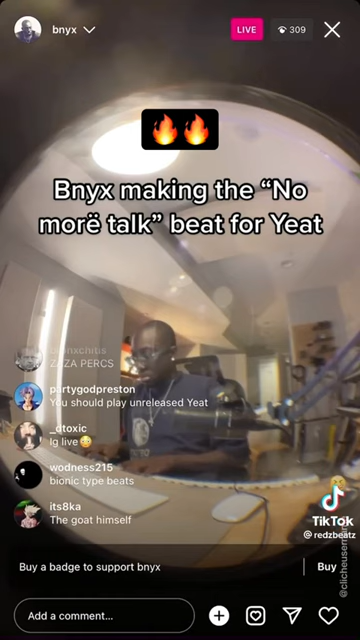 bnyx
LIVE
309
🔥🔥
Bnyx making the “No
morë talk” beat for Yeat
ZAZA PERCS
partygodpreston
You should play unreleased Yeat
_dtoxic
Ig live😳
wodness215
bionic type beats
its8ka
The goat himself
TikTok
@redzbeatz
Buy a badge to support bnyx
Buy
Add a comment...